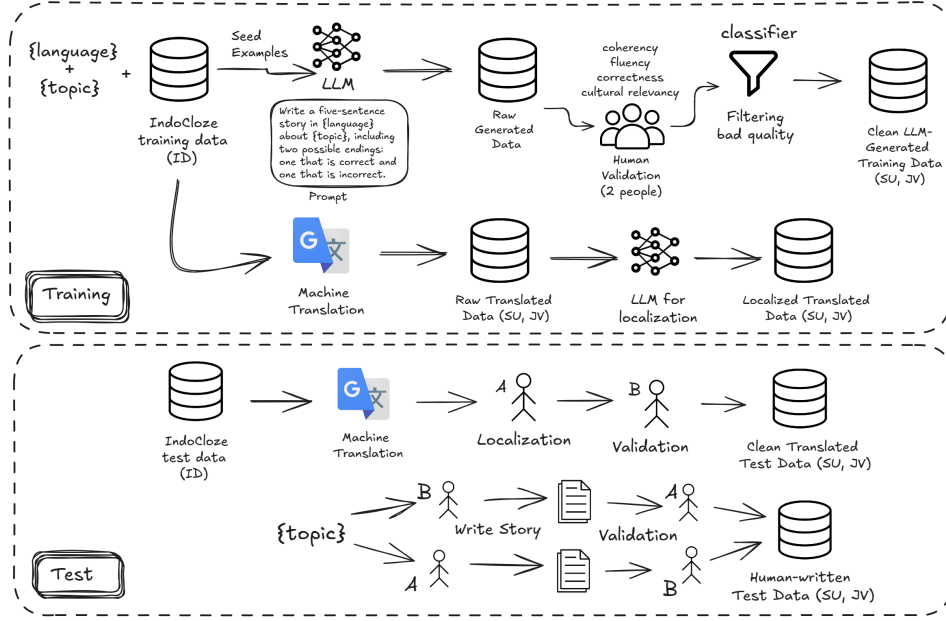 {language}
+
{topic}
+
IndoCloze
training data
(ID)
Seed
Examples
LLM
Write a five-sentence
story in {language}
about {topic}, including
two possible endings:
one that is correct and
one that is incorrect.
Prompt
Raw
Generated
Data
coherency
fluency
correctness
cultural relevancy
Human
Validation
(2 people)
classifier
Filtering
bad quality
Clean LLM-
Generated
Training Data
(SU, JV)
G 文
Machine
Translation
Raw Translated
Data (SU, JV)
LLM for
localization
Localized Translated
Data (SU, JV)
Training
IndoCloze
test data
(ID)
G 文
Machine
Translation
A
Localization
B
Validation
Clean Translated
Test Data (SU, JV)
{topic}
B
Write Story
A
Validation
A
B
Human-written
Test Data (SU, JV)
Test